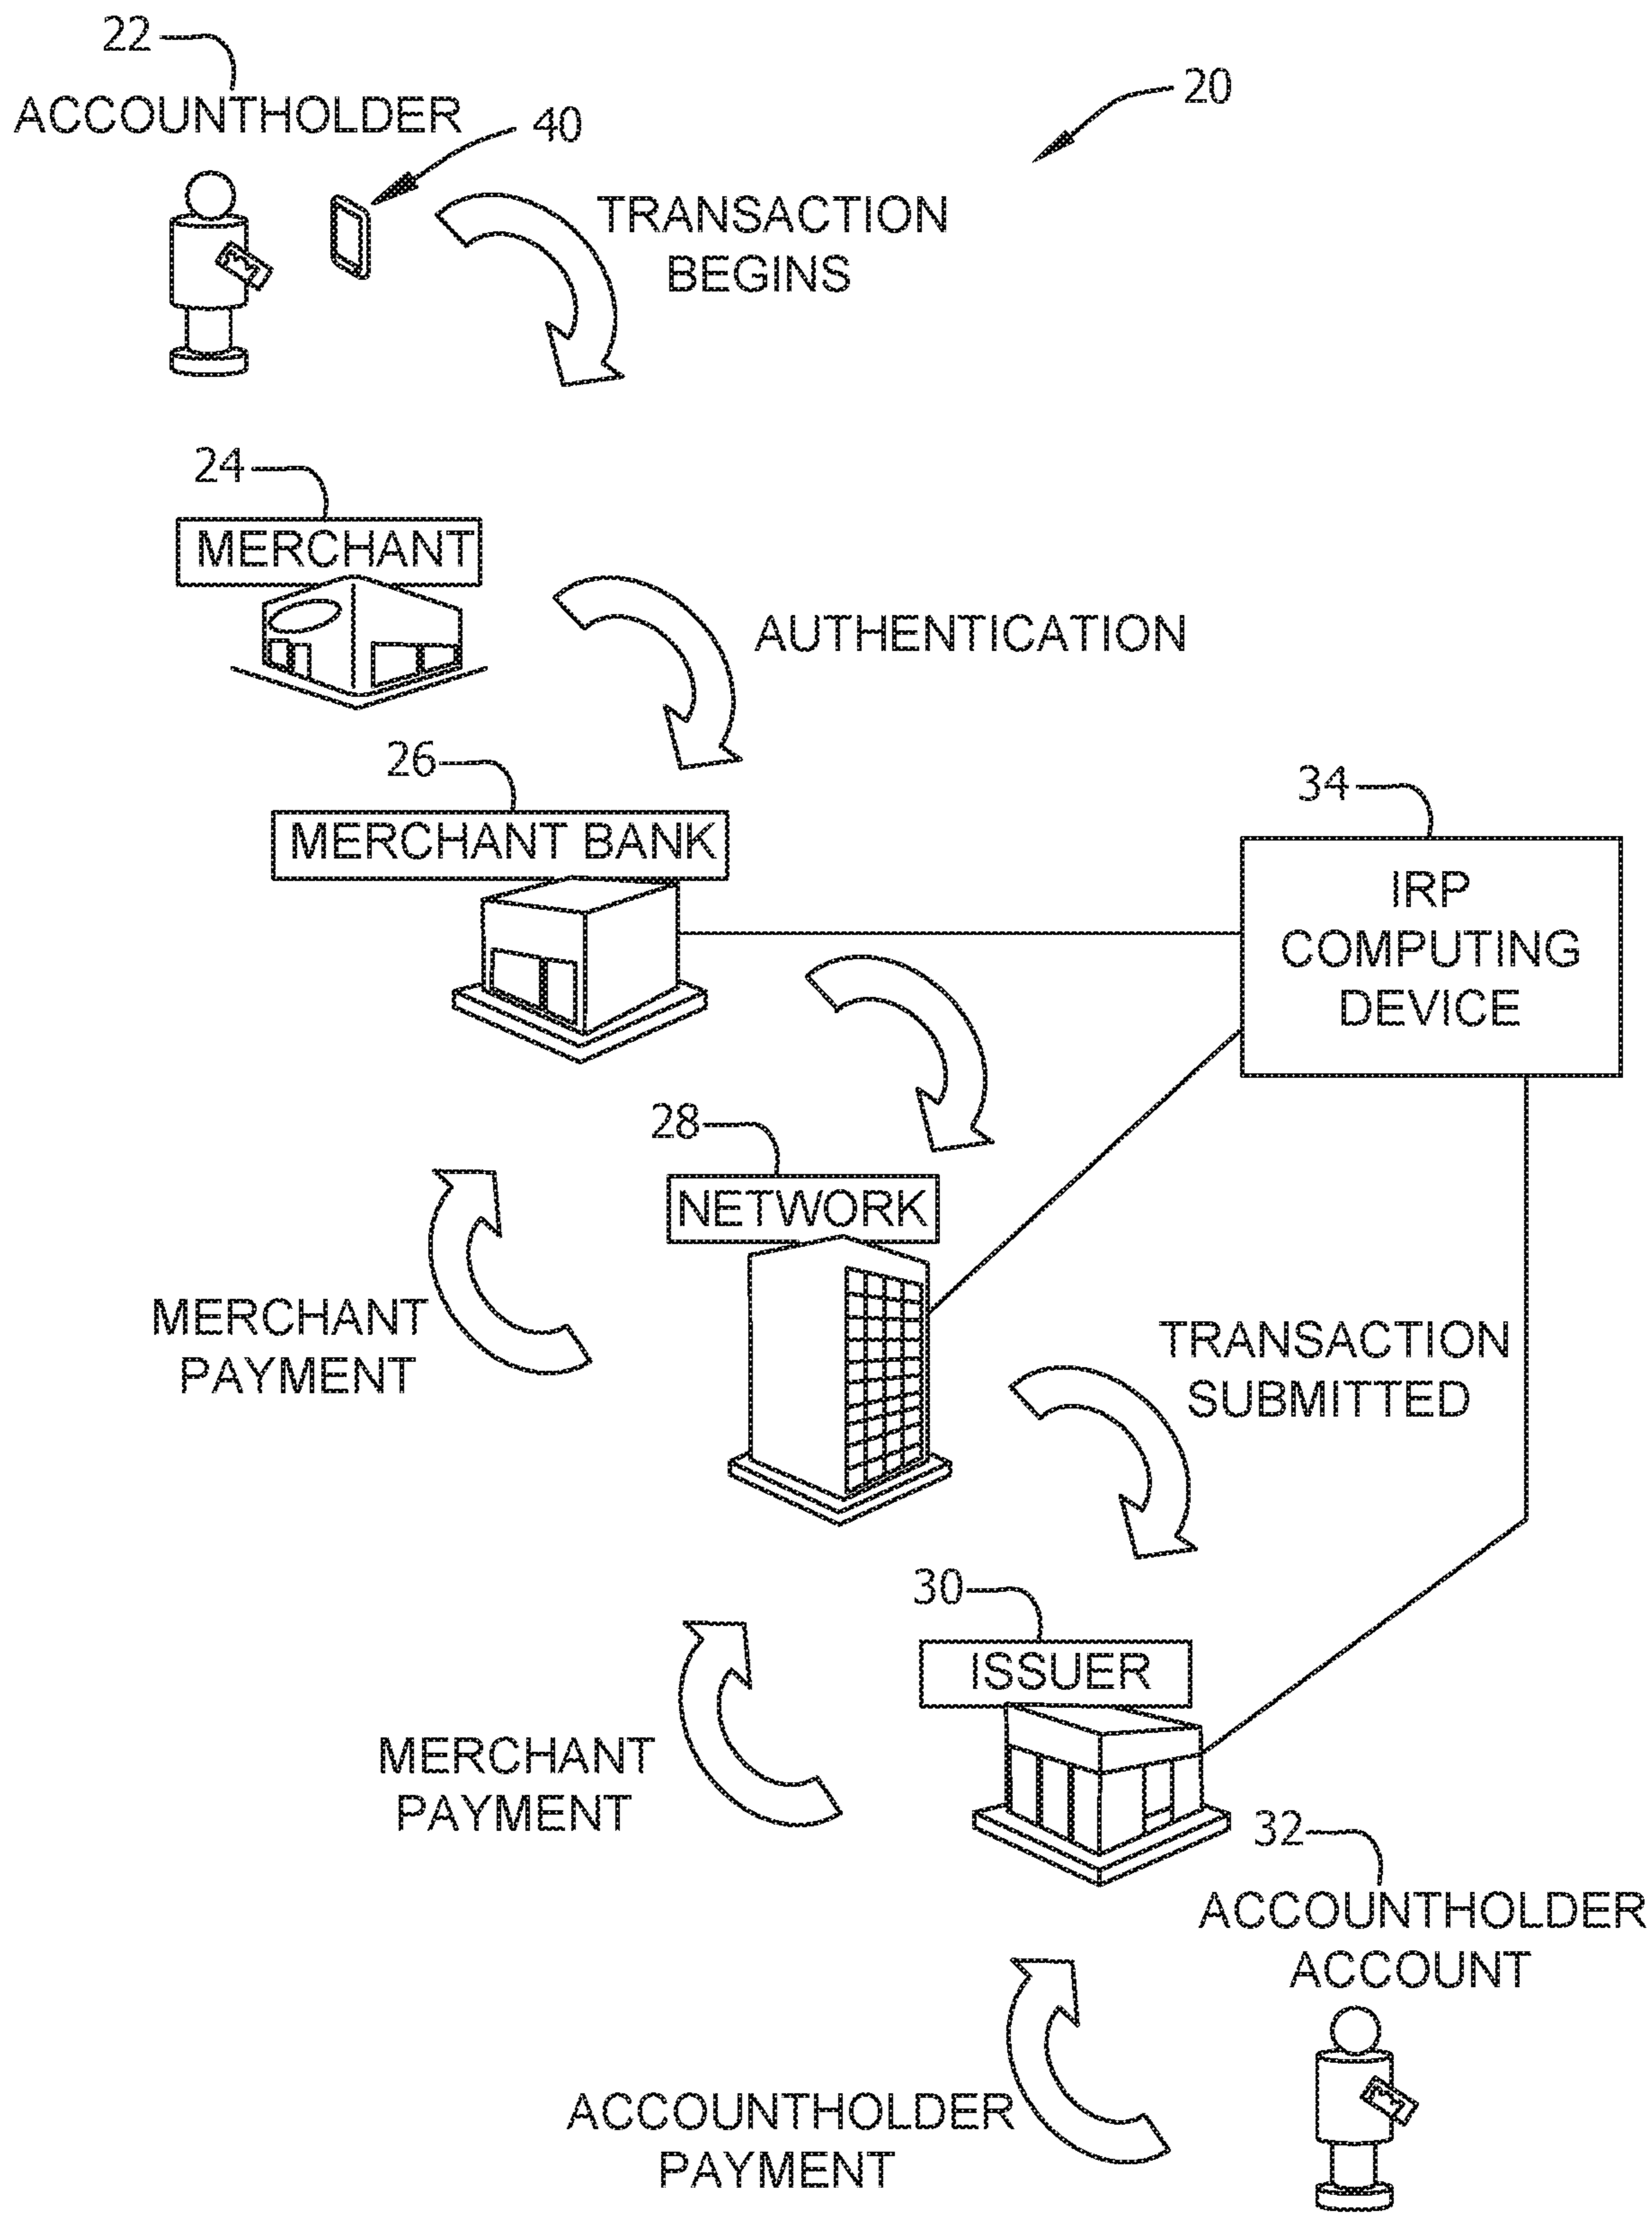 22
ACCOUNTHOLDER
40
20
TRANSACTION
BEGINS
24
MERCHANT
AUTHENTICATION
26
MERCHANT BANK
34
IRP
COMPUTING
DEVICE
28
NETWORK
MERCHANT
PAYMENT
TRANSACTION
SUBMITTED
30
ISSUER
MERCHANT
PAYMENT
32
ACCOUNTHOLDER
ACCOUNT
ACCOUNTHOLDER
PAYMENT